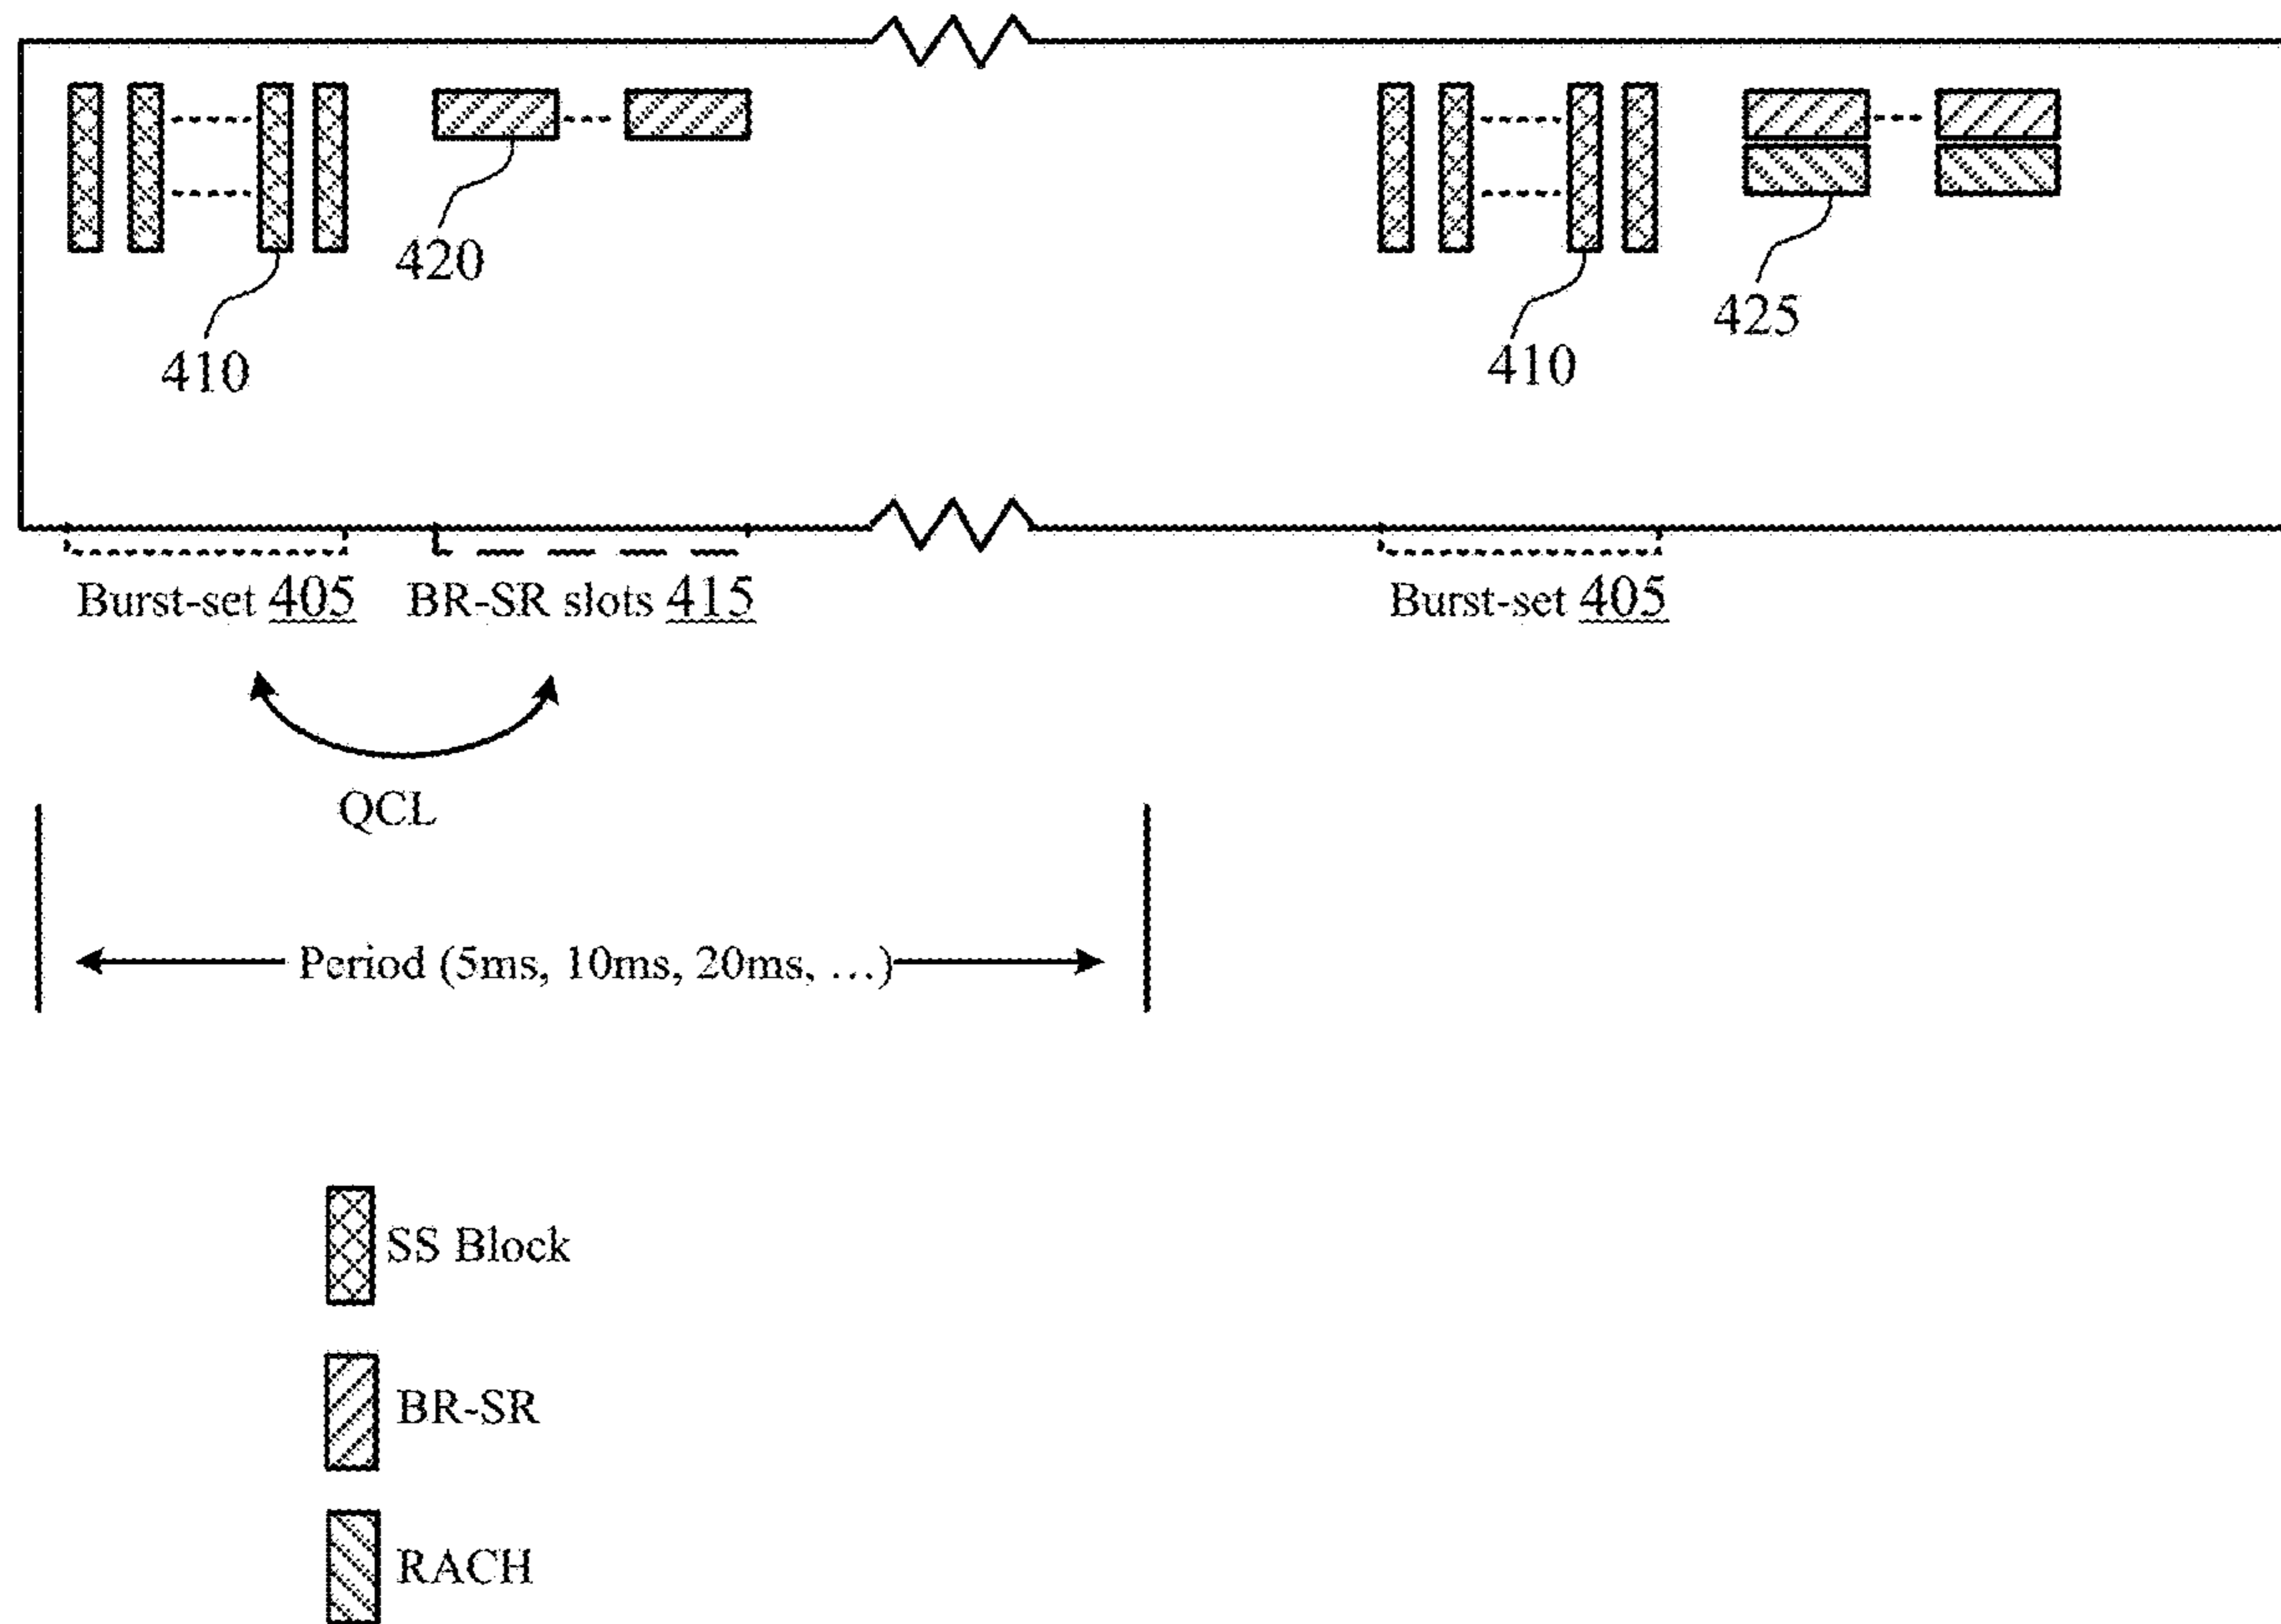 420
410
425
410
Burst-set 405
BR-SR slots 415
Burst-set 405
QCL
Period (5ms, 10ms, 20ms, …)
SS Block
BR-SR
RACH